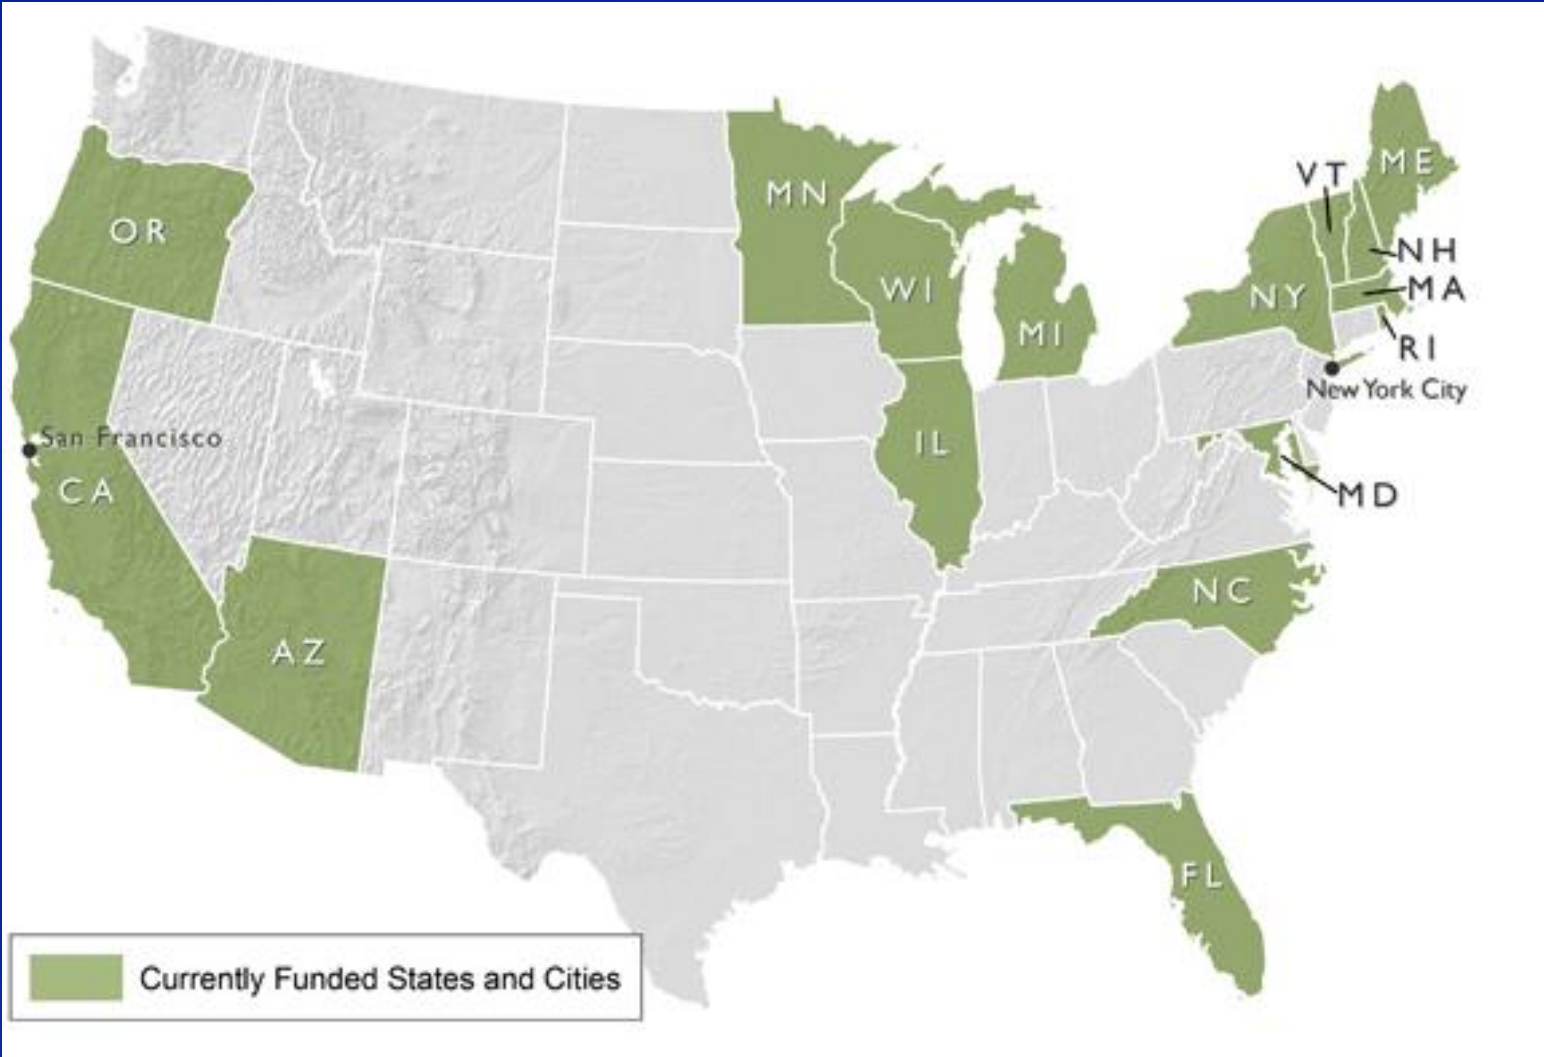 VT
ME
MN
OR
NH
WI
NY
MA
MI
RI
New York City
San Francisco
IL
CA
MD
NC
AZ
FL
Currently Funded States and Cities